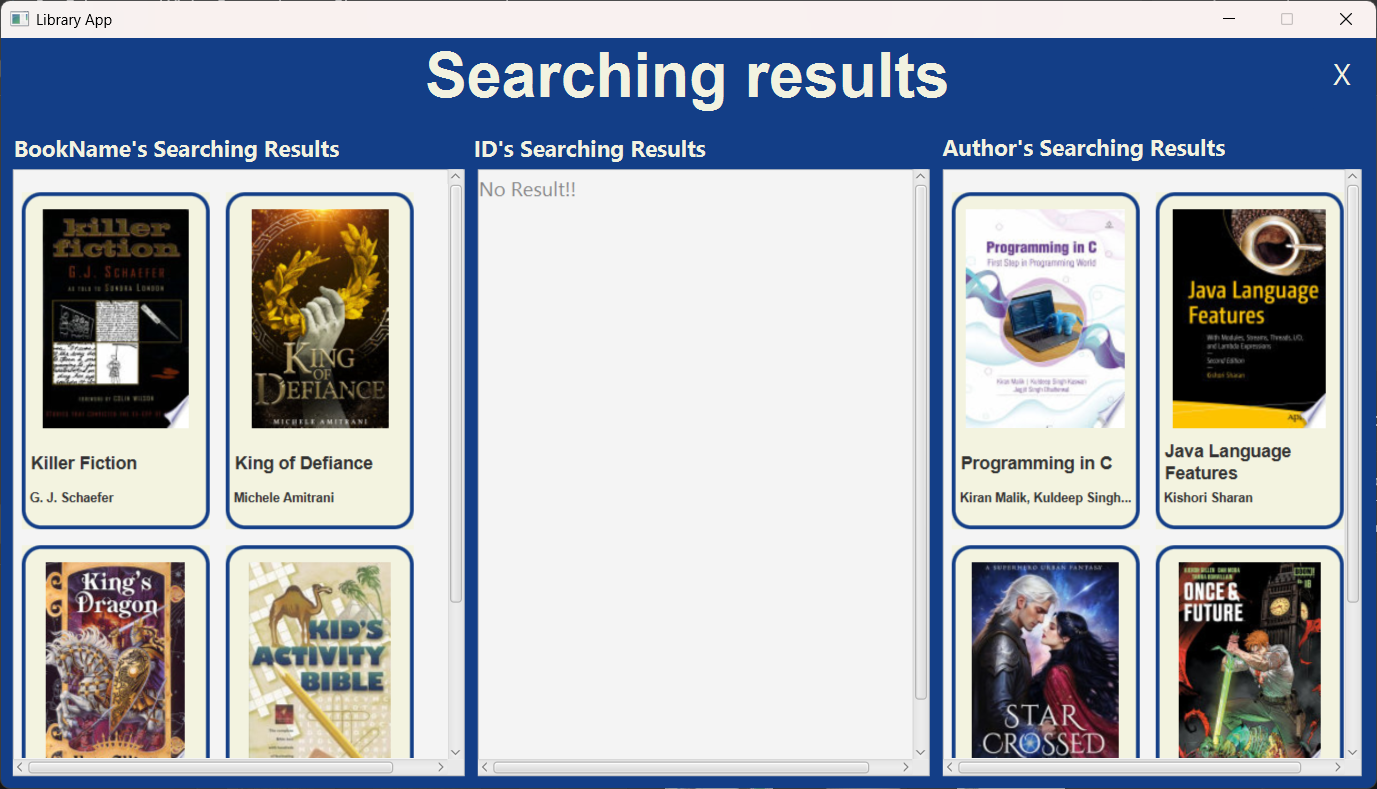 Library App
Searching results
X
BookName's Searching Results
killer
fiction
G.J. SCHAEFER
AS TOLD TO SONDRA LONDON
FOREWORD BY COLIN WILSON
Killer Fiction
G. J. Schaefer
KING
OF
DEFIANCE
MICHELE AMITRANI
King of Defiance
Michele Amitrani
King's
Dragon
KID'S
ACTIVITY
BIBLE
ID's Searching Results
No Result!!
Author's Searching Results
Programming in C
First Step in Programming World
Kiran Malik | Kuldeep Singh Kaswan
Jagjit Singh Dhatterwal
Programming in C
Kiran Malik, Kuldeep Singh...
Java Language
Features
With Modules, Streams, Threads, I/O,
and Lambda Expressions
Second Edition
Kishori Sharan
Java Language
Features
Kishori Sharan
A SUPERHERO URBAN FANTASY
STAR
CROSSED
ONCE &
FUTURE